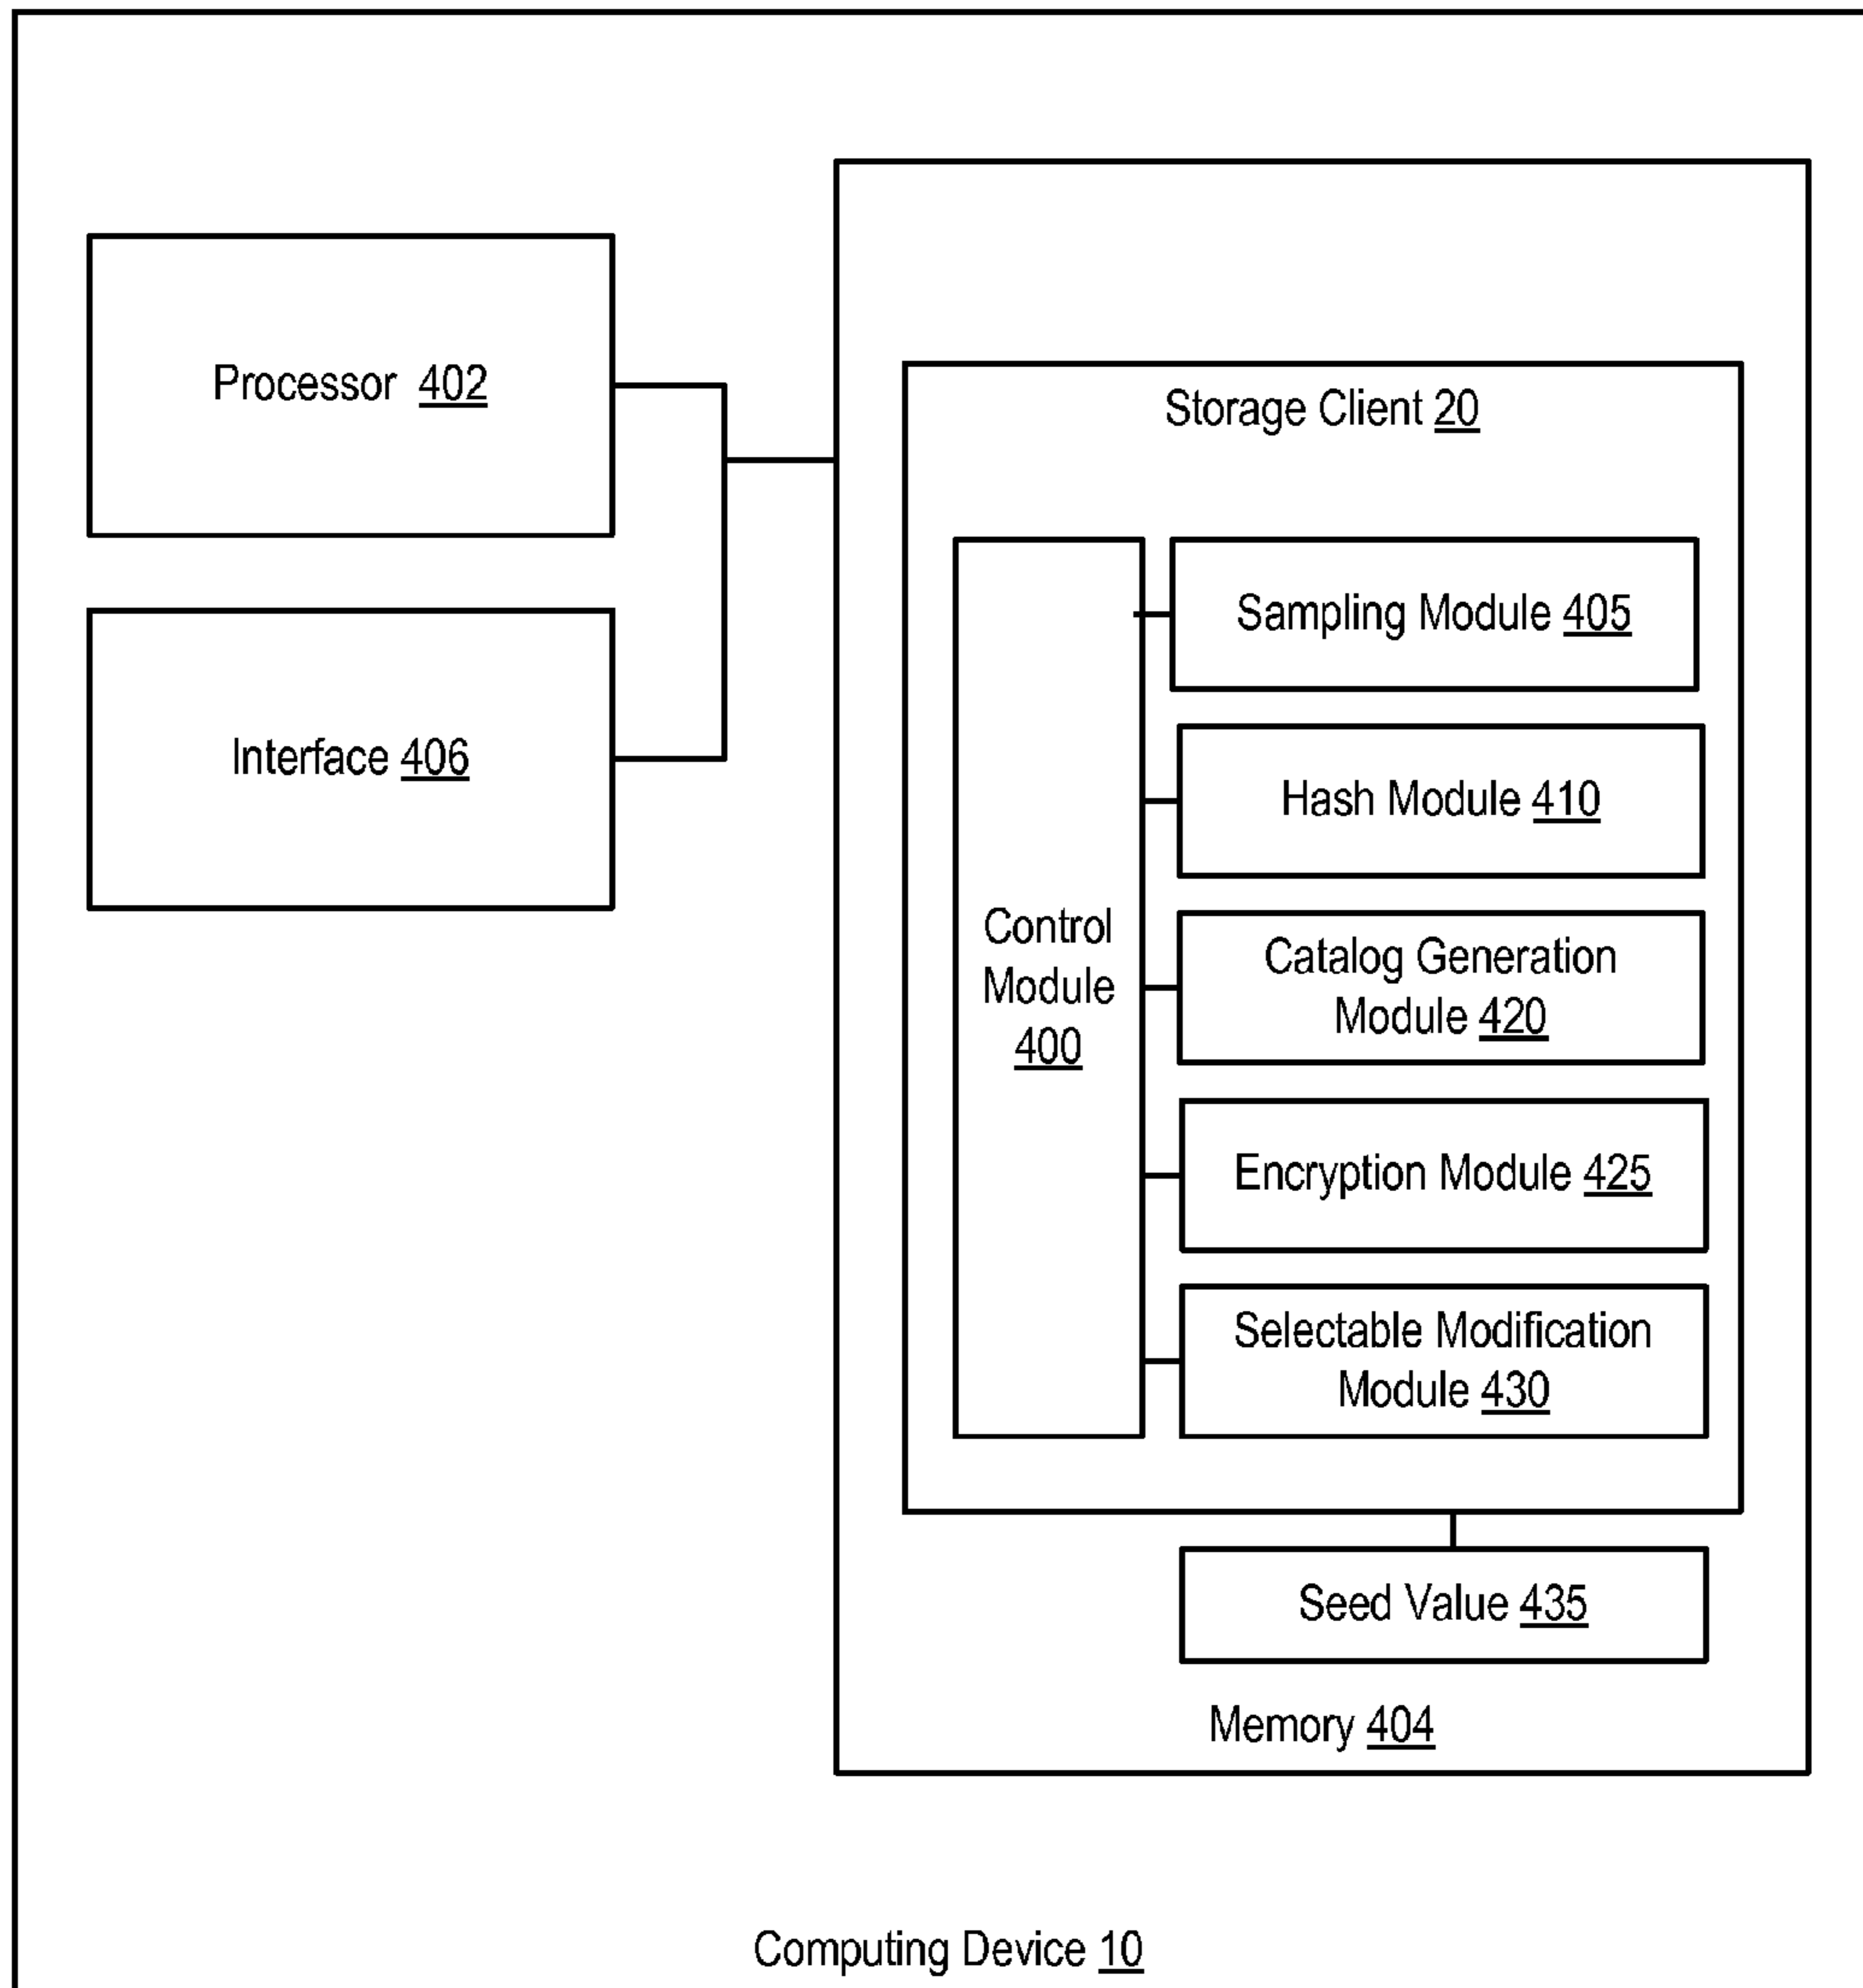 Processor 402
Interface 406
Storage Client 20
Control
Module
400
Sampling Module 405
Hash Module 410
Catalog Generation
Module 420
Encryption Module 425
Selectable Modification
Module 430
Seed Value 435
Memory 404
Computing Device 10